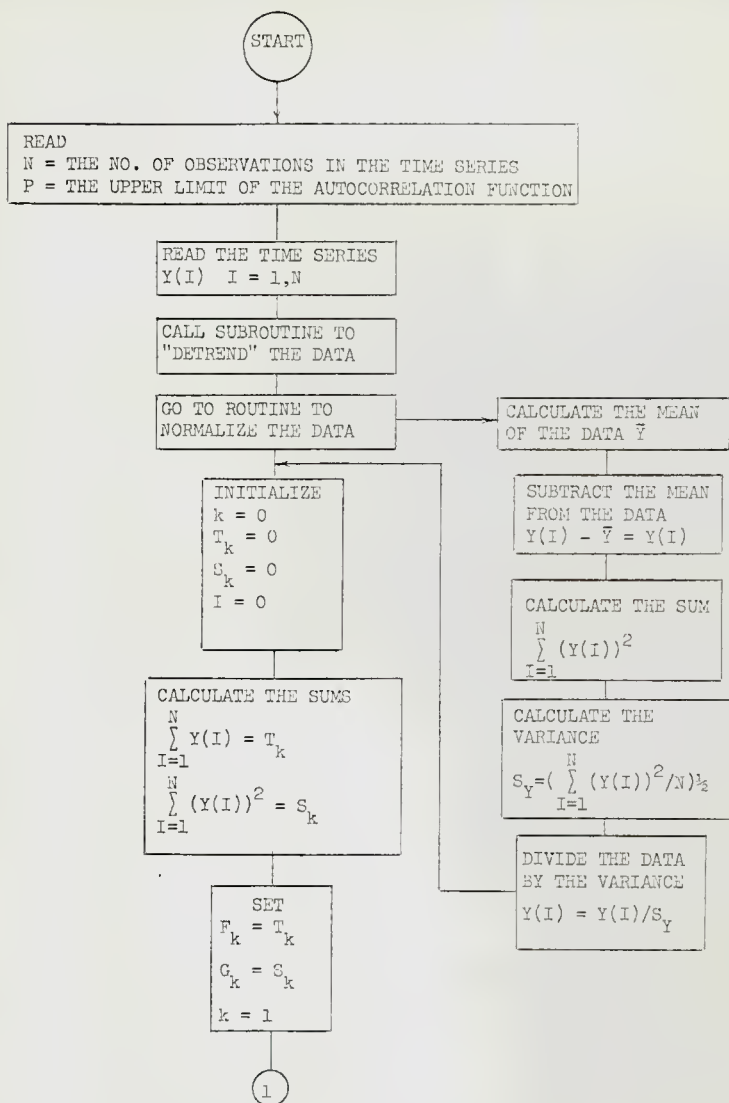 START
READ
N = THE NO. OF OBSERVATIONS IN THE TIME SERIES
P = THE UPPER LIMIT OF THE AUTOCORRELATION FUNCTION
READ THE TIME SERIES
Y(I) I = 1,N
CALL SUBROUTINE TO
"DETREND" THE DATA
GO TO ROUTINE TO
NORMALIZE THE DATA
CALCULATE THE MEAN
OF THE DATA Ȳ
SUBTRACT THE MEAN
FROM THE DATA
Y(I) - Ȳ = Y(I)
CALCULATE THE SUM
N
∑ (Y(I))²
I=1
CALCULATE THE
VARIANCE
N
S_Y=( ∑ (Y(I))²/N)½
I=1
DIVIDE THE DATA
BY THE VARIANCE
Y(I) = Y(I)/S_Y
INITIALIZE
k = 0
T_k = 0
S_k = 0
I = 0
CALCULATE THE SUMS
N
∑ Y(I) = T_k
I=1
N
∑ (Y(I))² = S_k
I=1
SET
F_k = T_k
G_k = S_k
k = 1
1